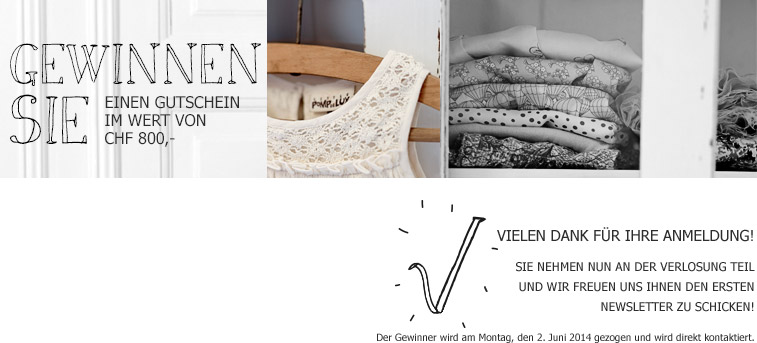 GEWINNEN
SIE
EINEN GUTSCHEIN
IM WERT VON
CHF 800,-
POMPdeLUX
VIELEN DANK FÜR IHRE ANMELDUNG!
SIE NEHMEN NUN AN DER VERLOSUNG TEIL
UND WIR FREUEN UNS IHNEN DEN ERSTEN
NEWSLETTER ZU SCHICKEN!
Der Gewinner wird am Montag, den 2. Juni 2014 gezogen und wird direkt kontaktiert.